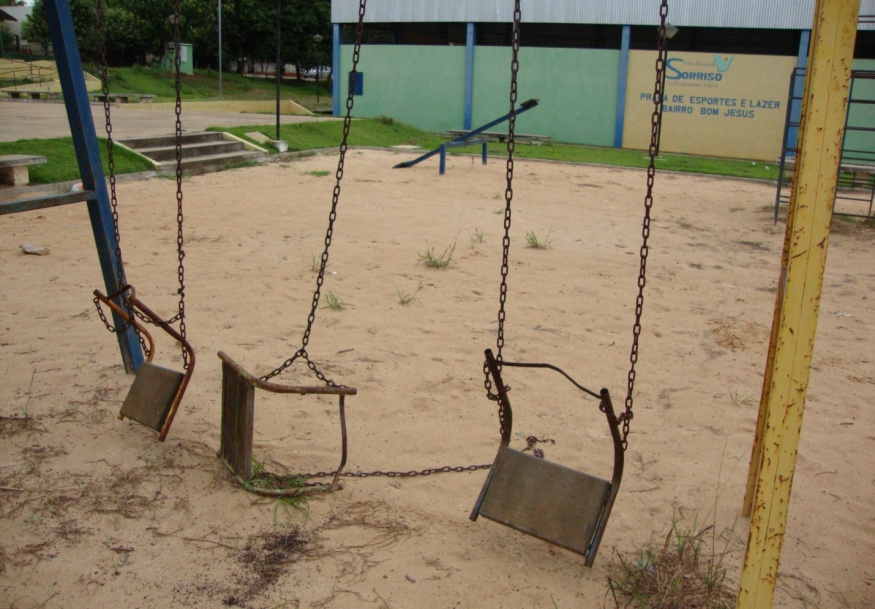 SORRISO
PRAÇA DE ESPORTES E LAZER
BAIRRO BOM JESUS